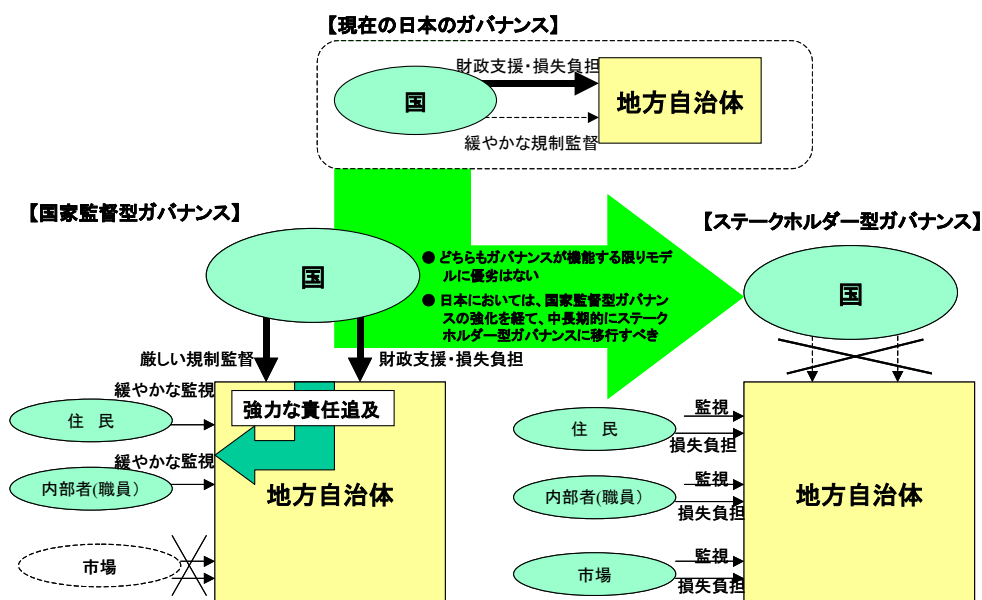 【現在の日本のガバナンス】
財政支援・損失負担
国
地方自治体
緩やかな規制監督
【国家監督型ガバナンス】
国
● どちらもガバナンスが機能する限りモデ
ルに優劣はない
● 日本においては、国家監督型ガバナン
スの強化を経て、中長期的にステーク
ホルダー型ガバナンスに移行すべき
厳しい規制監督
財政支援・損失負担
緩やかな監視
強力な責任追及
住　民
緩やかな監視
内部者(職員）
地方自治体
市場
【ステークホルダー型ガバナンス】
国
監視
住　民
損失負担
監視
内部者(職員）
損失負担
地方自治体
監視
市場
損失負担